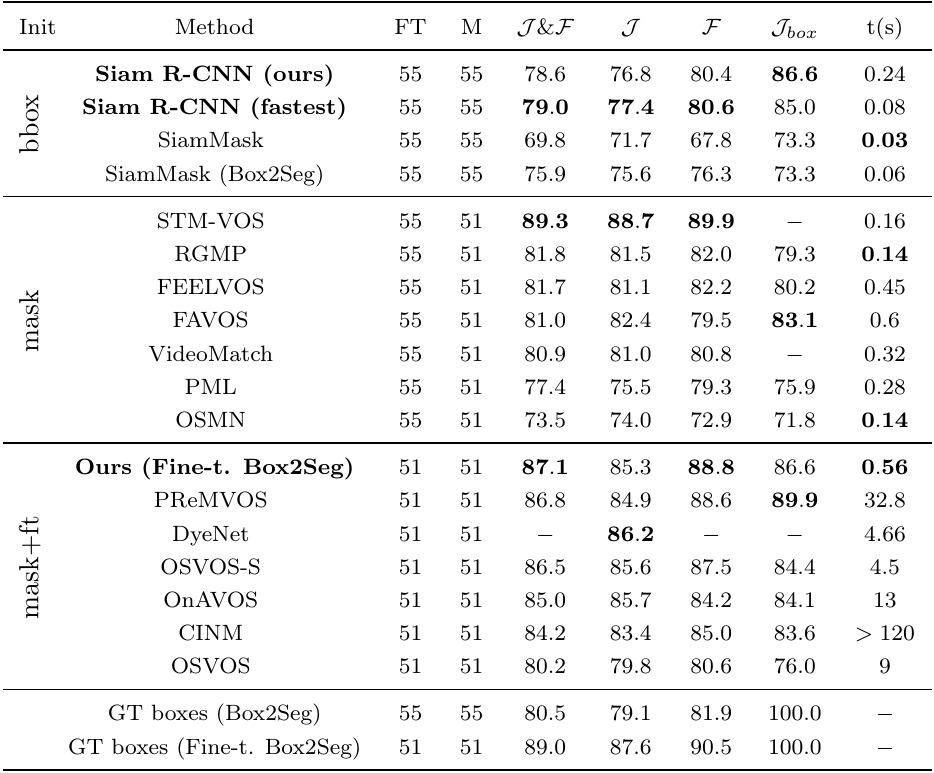 Init Method FT M J&F J F J_box t(s)
bbox
Siam R-CNN (ours) 55 55 78.6 76.8 80.4 86.6 0.24
Siam R-CNN (fastest) 55 55 79.0 77.4 80.6 85.0 0.08
SiamMask 55 55 69.8 71.7 67.8 73.3 0.03
SiamMask (Box2Seg) 55 55 75.9 75.6 76.3 73.3 0.06
mask
STM-VOS 55 51 89.3 88.7 89.9 − 0.16
RGMP 55 51 81.8 81.5 82.0 79.3 0.14
FEELVOS 55 51 81.7 81.1 82.2 80.2 0.45
FAVOS 55 51 81.0 82.4 79.5 83.1 0.6
VideoMatch 55 51 80.9 81.0 80.8 − 0.32
PML 55 51 77.4 75.5 79.3 75.9 0.28
OSMN 55 51 73.5 74.0 72.9 71.8 0.14
mask+ft
Ours (Fine-t. Box2Seg) 51 51 87.1 85.3 88.8 86.6 0.56
PReMVOS 51 51 86.8 84.9 88.6 89.9 32.8
DyeNet 51 51 − 86.2 − − 4.66
OSVOS-S 51 51 86.5 85.6 87.5 84.4 4.5
OnAVOS 51 51 85.0 85.7 84.2 84.1 13
CINM 51 51 84.2 83.4 85.0 83.6 > 120
OSVOS 51 51 80.2 79.8 80.6 76.0 9
GT boxes (Box2Seg) 55 55 80.5 79.1 81.9 100.0 −
GT boxes (Fine-t. Box2Seg) 51 51 89.0 87.6 90.5 100.0 −